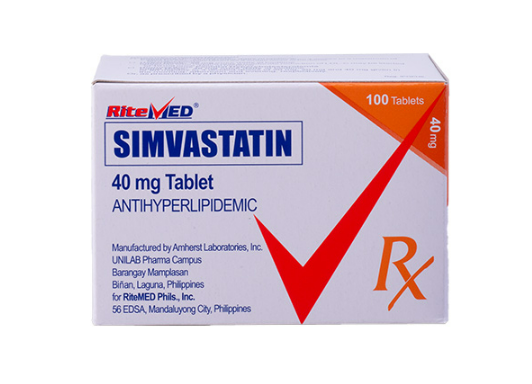 RiteMED®
SIMVASTATIN
40 mg Tablet
ANTIHYPERLIPIDEMIC
Manufactured by Amherst Laboratories, Inc.
UNILAB Pharma Campus
Barangay Mamplasan
Biñan, Laguna, Philippines
for RiteMED Phils., Inc.
56 EDSA, Mandaluyong City, Philippines
100 Tablets
40 mg
Rx